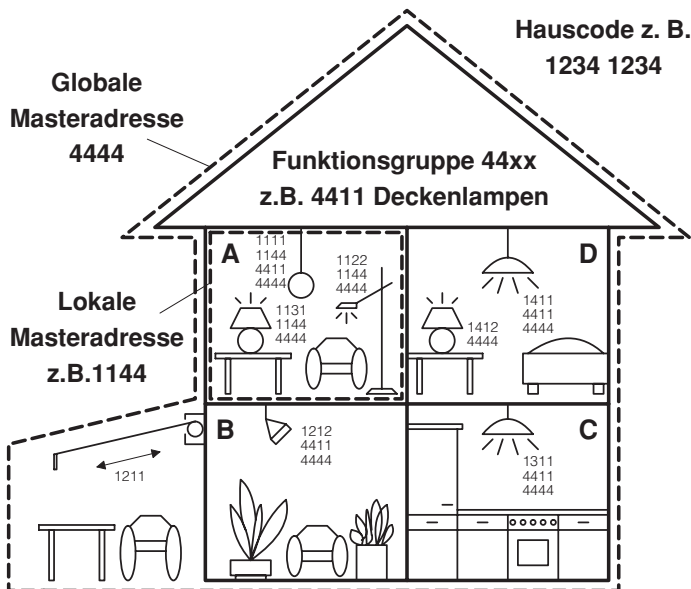 Hauscode z. B.
1234 1234
Globale
Masteradresse
4444
Funktionsgruppe 44xx
z.B. 4411 Deckenlampen
A
1111
1144
4411
4444
1122
1144
4444
1131
1144
4444
D
1411
4411
4444
1412
4444
Lokale
Masteradresse
z.B.1144
B
1212
4411
4444
C
1311
4411
4444
1211